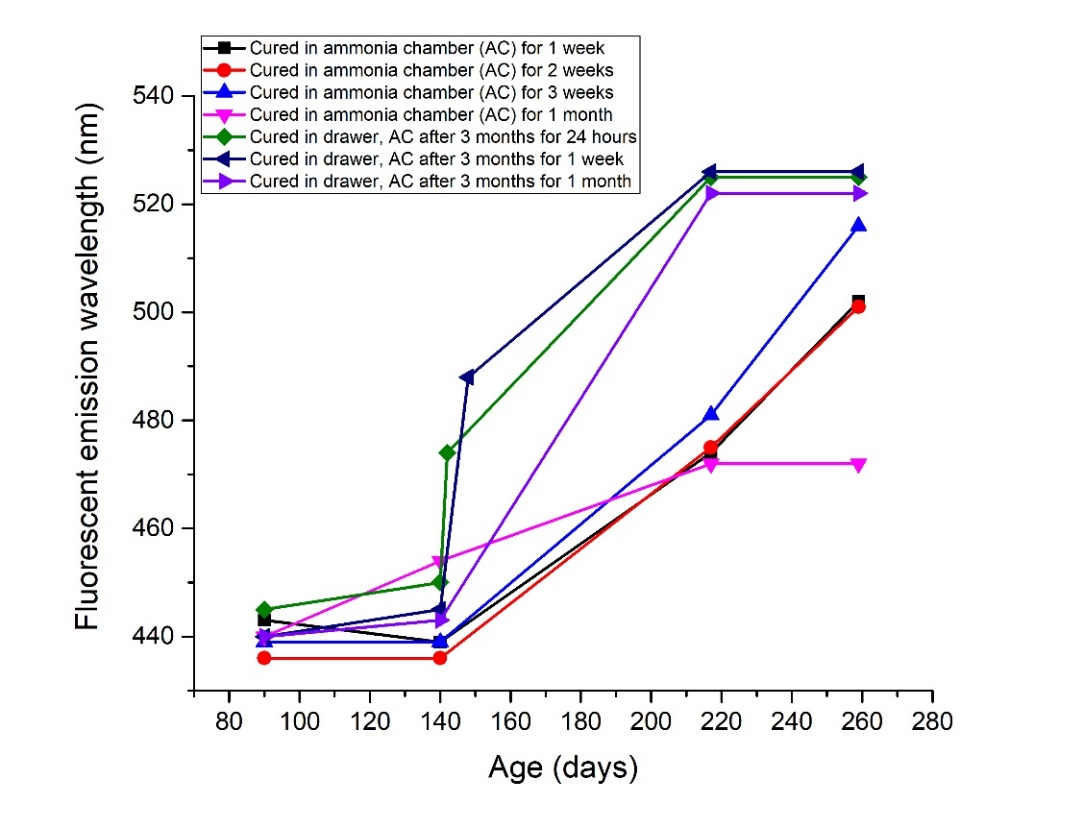 Cured in ammonia chamber (AC) for 1 week
Cured in ammonia chamber (AC) for 2 weeks
Cured in ammonia chamber (AC) for 3 weeks
Cured in ammonia chamber (AC) for 1 month
Cured in drawer, AC after 3 months for 24 hours
Cured in drawer, AC after 3 months for 1 week
Cured in drawer, AC after 3 months for 1 month
Fluorescent emission wavelength (nm)
540
520
500
480
460
440
80 100 120 140 160 180 200 220 240 260 280
Age (days)